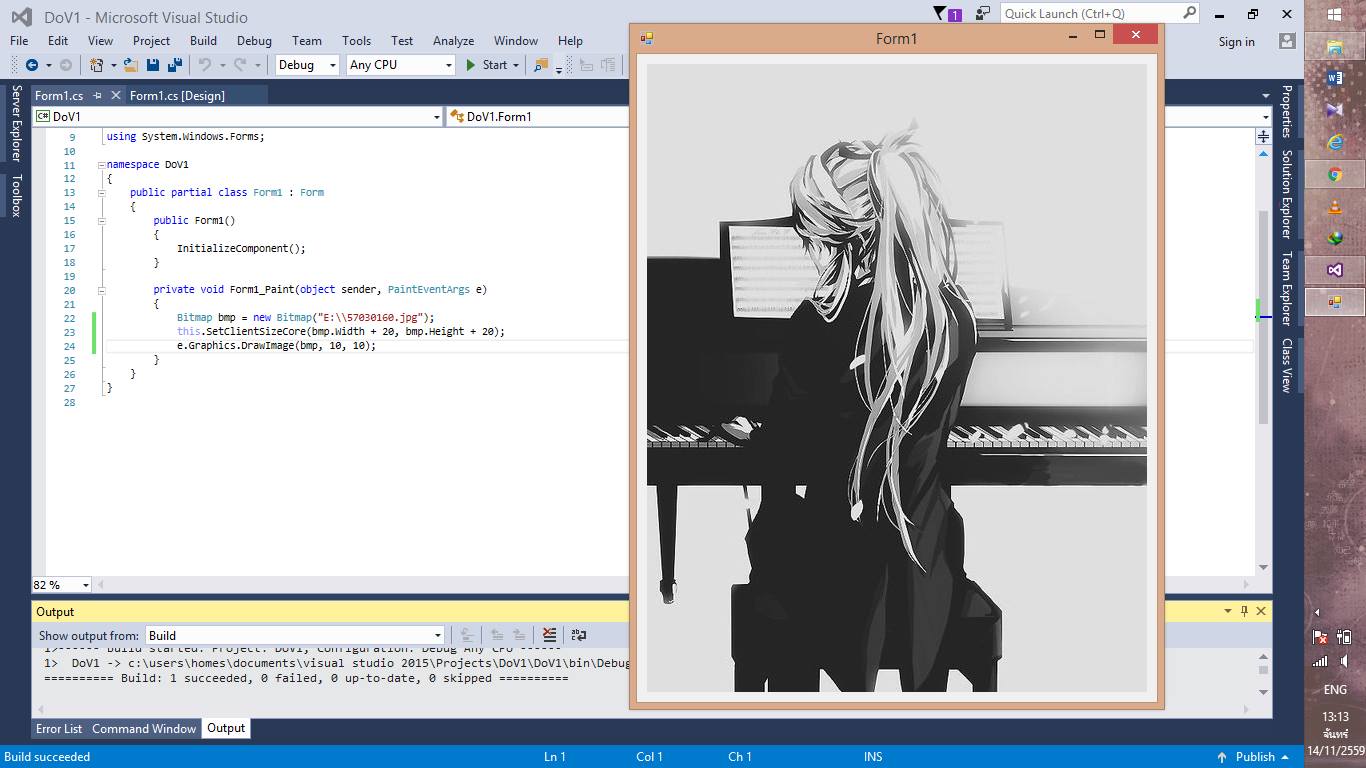 DoV1 - Microsoft Visual Studio
1
Quick Launch (Ctrl+Q)
File Edit View Project Build Debug Team Tools Test Analyze Window Help
Sign in
Debug Any CPU Start
Form1.cs Form1.cs [Design]
C# DoV1 DoV1.Form1
9 using System.Windows.Forms;
10
11 namespace DoV1
12 {
13 public partial class Form1 : Form
14 {
15 public Form1()
16 {
17 InitializeComponent();
18 }
19
20 private void Form1_Paint(object sender, PaintEventArgs e)
21 {
22 Bitmap bmp = new Bitmap("E:\\57030160.jpg");
23 this.SetClientSizeCore(bmp.Width + 20, bmp.Height + 20);
24 e.Graphics.DrawImage(bmp, 10, 10);
25 }
26 }
27 }
28
82 %
Server Explorer
Toolbox
Form1
Properties
Solution Explorer
Team Explorer
Class View
Output
Show output from: Build
1>------ Build started: Project: DoV1, Configuration: Debug Any CPU ------
1> DoV1 -> c:\users\homes\documents\visual studio 2015\Projects\DoV1\DoV1\bin\Debug
========== Build: 1 succeeded, 0 failed, 0 up-to-date, 0 skipped ==========
Error List Command Window Output
Build succeeded Ln 1 Col 1 Ch 1 INS Publish
ENG
13:13
จันทร์
14/11/2559